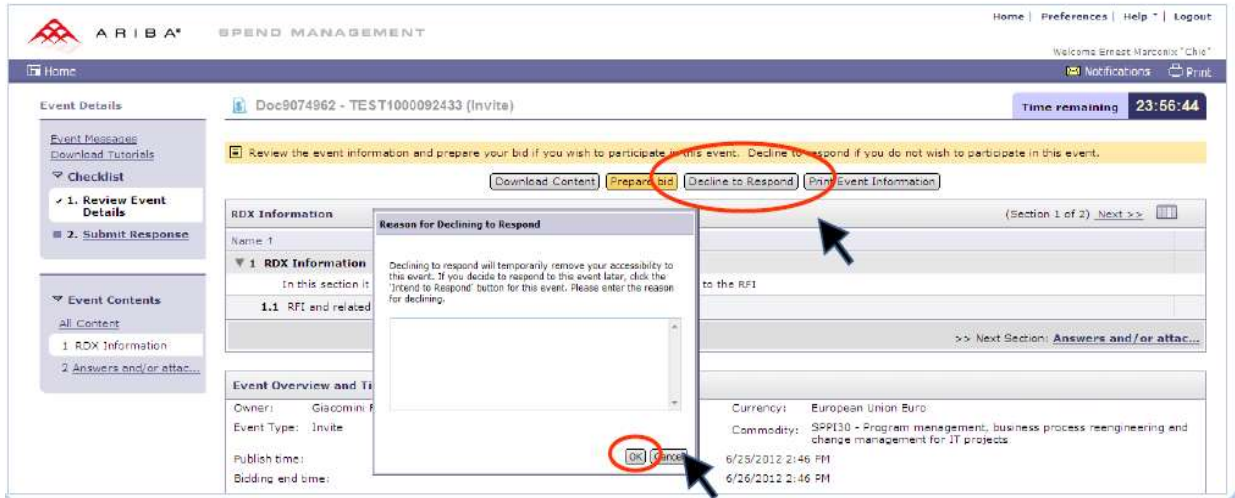 Home | Preferences | Help | Logout
ARIBA SPEND MANAGEMENT
Welcome Ernest Marconix "Chio"
Home
Notifications Print
Event Details
Doc9074962 - TEST1000092433 (Invite)
Time remaining 23:56:44
Event Messages
Download Tutorials
Checklist
1. Review Event
Details
2. Submit Response
Event Contents
All Content
1 RDX Information
2 Answers and/or attac...
Review the event information and prepare your bid if you wish to participate in this event. Decline to respond if you do not wish to participate in this event.
Download Content Prepare bid Decline to Respond Print Event Information
RDX Information
(Section 1 of 2) Next >>
Name ↑
1 RDX Information
In this section it
to the RFI
1.1 RFI and related
>> Next Section: Answers and/or attac...
Reason for Declining to Respond
Declining to respond will temporarily remove your accessibility to
this event. If you decide to respond to this event later, click the
'Intend to Respond' button for this event. Please enter the reason
for declining.
OK Cancel
Event Overview and Ti
Owner: Giacomini
Currency: European Union Euro
Event Type: Invite
Commodity: SPPI30 - Program management, business process reengineering and
change management for IT projects
Publish time: 6/25/2012 2:46 PM
Bidding end time: 6/26/2012 2:46 PM